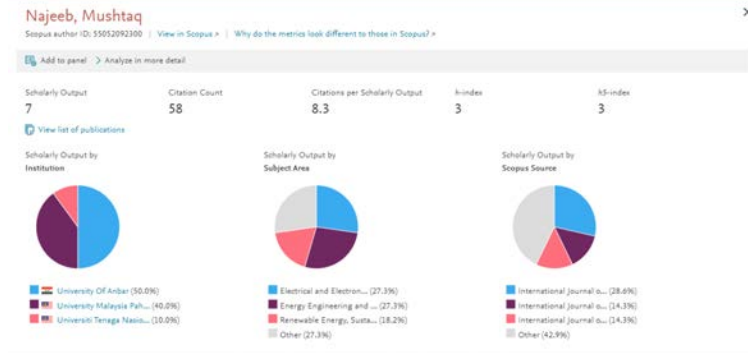 Najeeb, Mushtaq
Scopus author ID: 55052092300 | View in Scopus > | Why do the metrics look different to those in Scopus? >
Add to panel > Analyze in more detail
Scholarly Output
7
Citation Count
58
Citations per Scholarly Output
8.3
h-index
3
h5-index
3
View list of publications
Scholarly Output by
Institution
University Of Anbar (50.0%)
University Malaysia Pah... (40.0%)
Universiti Tenaga Nasio... (10.0%)
Scholarly Output by
Subject Area
Electrical and Electron... (27.3%)
Energy Engineering and ... (27.3%)
Renewable Energy, Susta... (18.2%)
Other (27.3%)
Scholarly Output by
Scopus Source
International Journal o... (28.6%)
International Journal o... (14.3%)
International Journal o... (14.3%)
Other (42.9%)